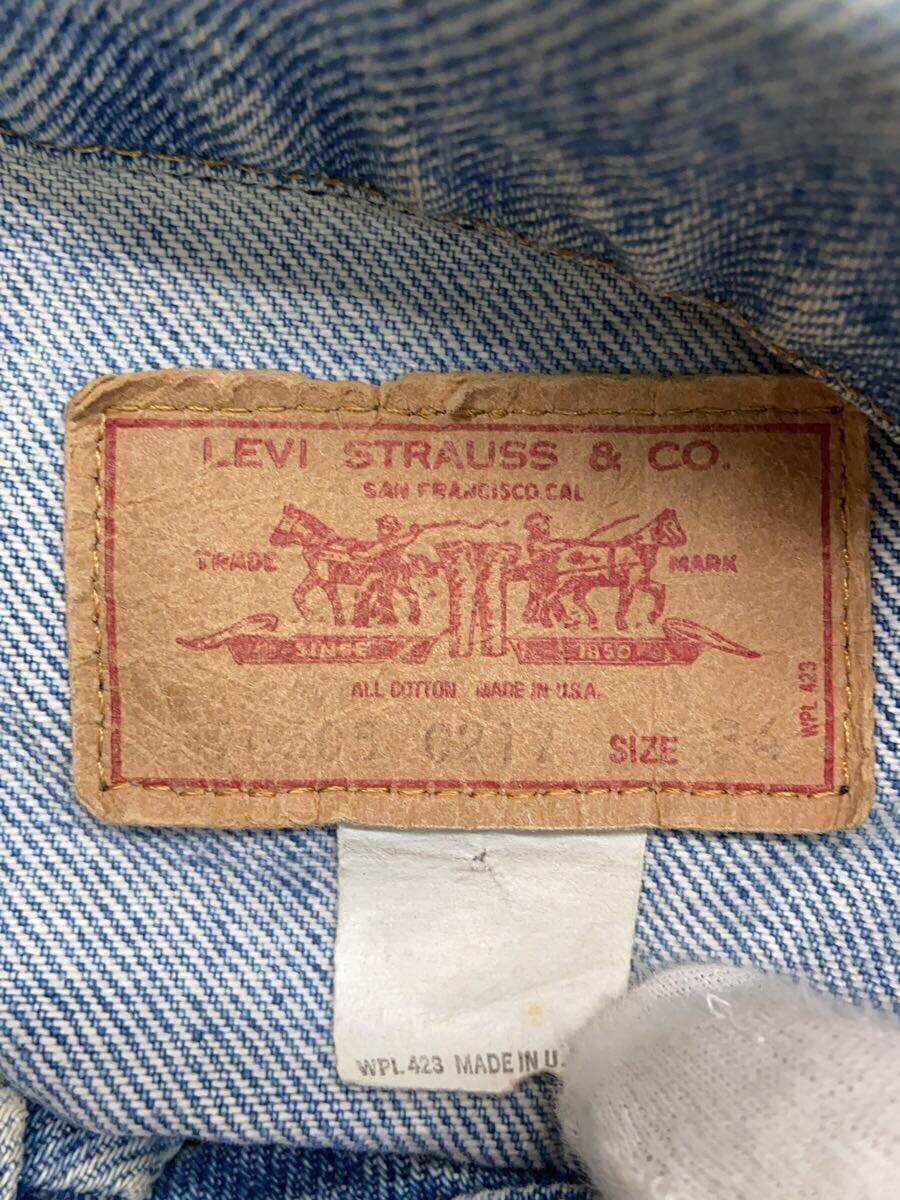 LEVI STRAUSS & CO.
SAN FRANCISCO CAL
TRADE MARK
SINCE 1850
ALL COTTON MADE IN U.S.A.
0217 SIZE
WPL 423
WPL 423 MADE IN U.